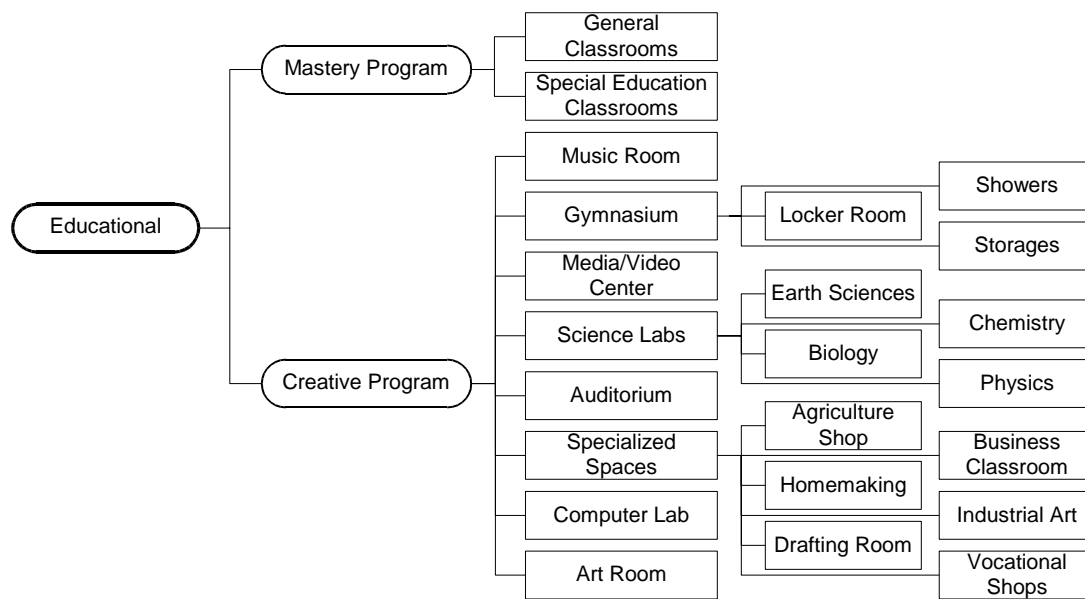 General
Classrooms
Mastery Program
Special Education
Classrooms
Music Room
Showers
Gymnasium
Locker Room
Educational
Storages
Media/Video
Center
Earth Sciences
Chemistry
Science Labs
Biology
Creative Program
Physics
Auditorium
Agriculture
Shop
Specialized
Spaces
Business
Classroom
Homemaking
Computer Lab
Industrial Art
Drafting Room
Art Room
Vocational
Shops